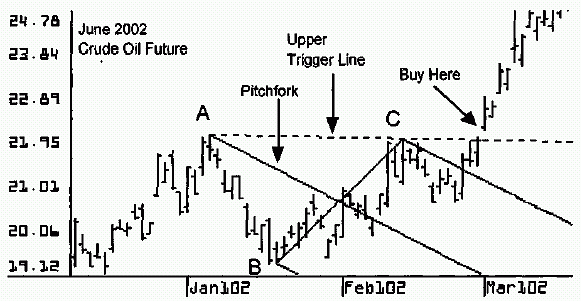 24.78
June 2002
Crude Oil Future
23.84
Upper
Trigger Line
Buy Here
22.89
Pitchfork
A
C
21.95
21.01
20.06
19.12
B
Jan102
Feb102
Mar102